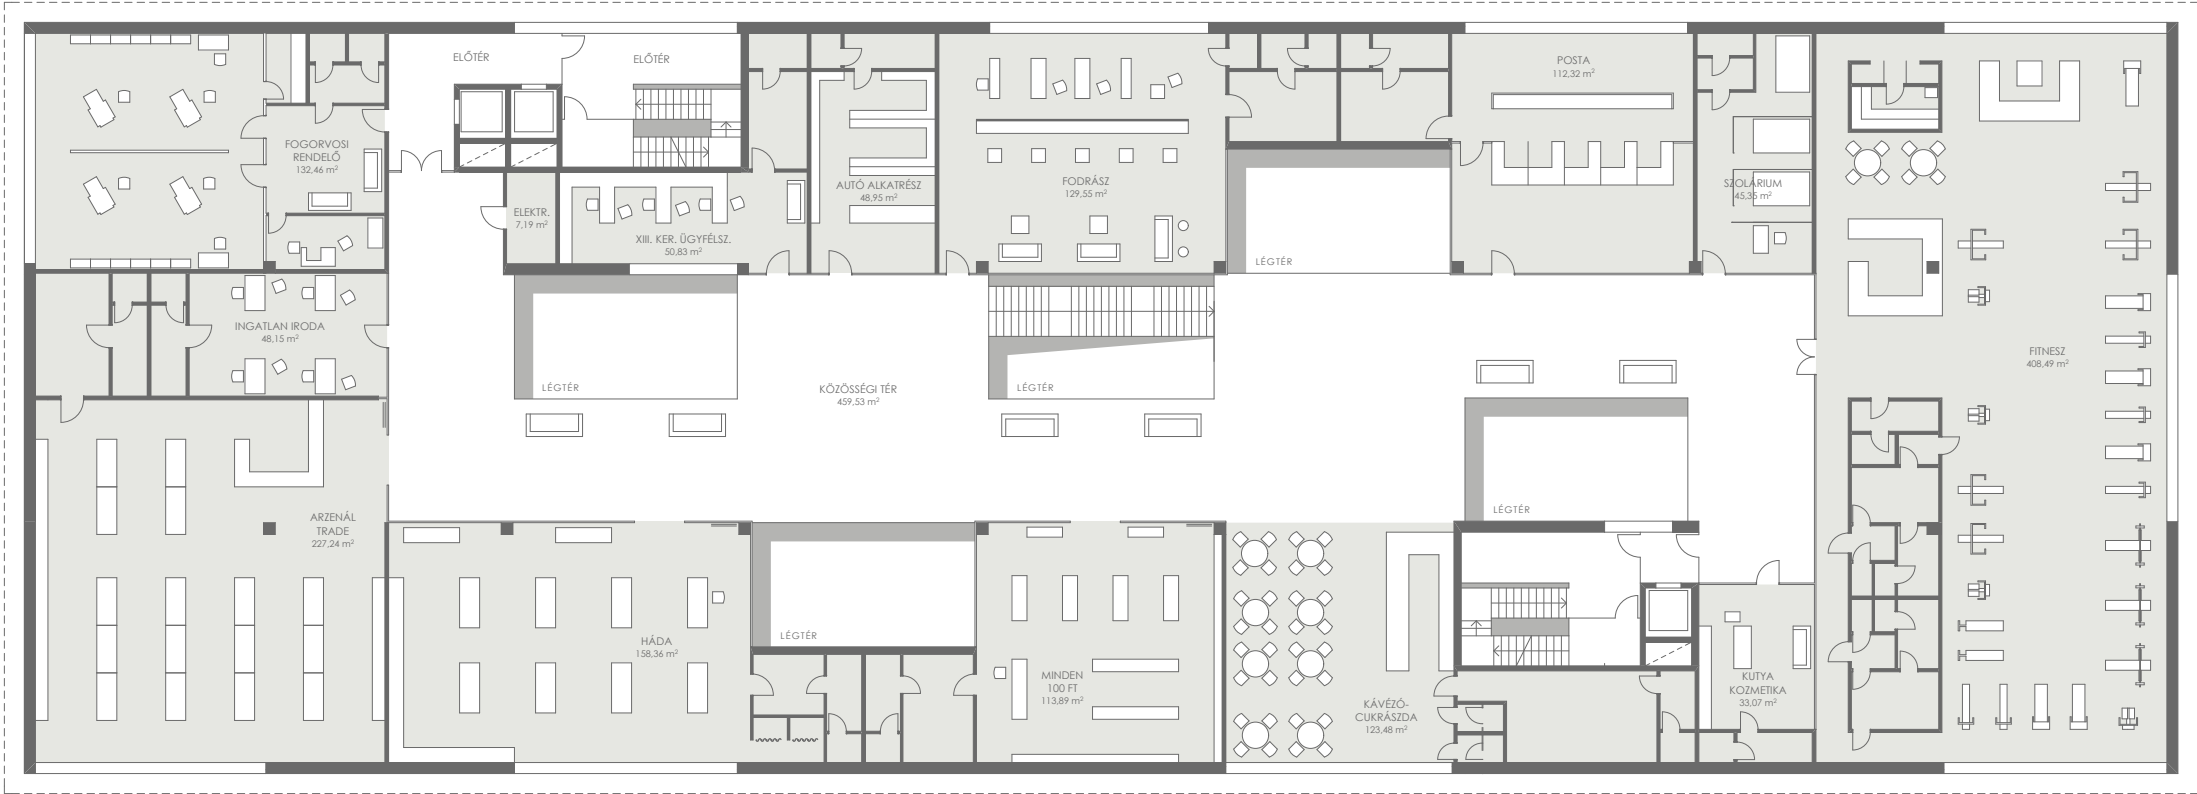 ELŐTÉR
ELŐTÉR
POSTA
112,32 m²
FOGORVOSI
RENDELŐ
132,46 m²
ELEKTR.
7,19 m²
XIII. KER. ÜGYFÉLSZ.
50,83 m²
AUTÓ ALKATRÉSZ
48,95 m²
FODRÁSZ
129,55 m²
SZOLÁRIUM
45,35 m²
LÉGTÉR
INGATLAN IRODA
48,15 m²
LÉGTÉR
KÖZÖSSÉGI TÉR
459,53 m²
LÉGTÉR
FITNESZ
408,49 m²
ARZENÁL
TRADE
227,24 m²
LÉGTÉR
HÁDA
158,36 m²
LÉGTÉR
MINDEN
100 FT
113,89 m²
KÁVÉZÓ-
CUKRÁSZDA
123,48 m²
KUTYA
KOZMETIKA
33,07 m²